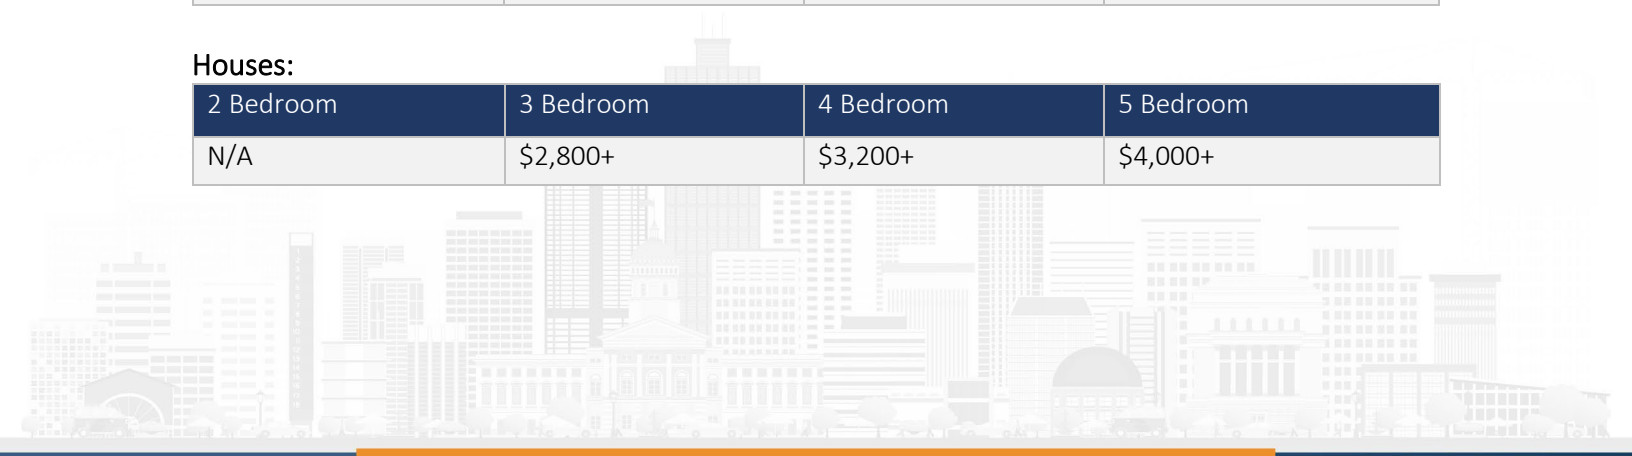 Houses:
2 Bedroom 3 Bedroom 4 Bedroom 5 Bedroom
N/A $2,800+ $3,200+ $4,000+